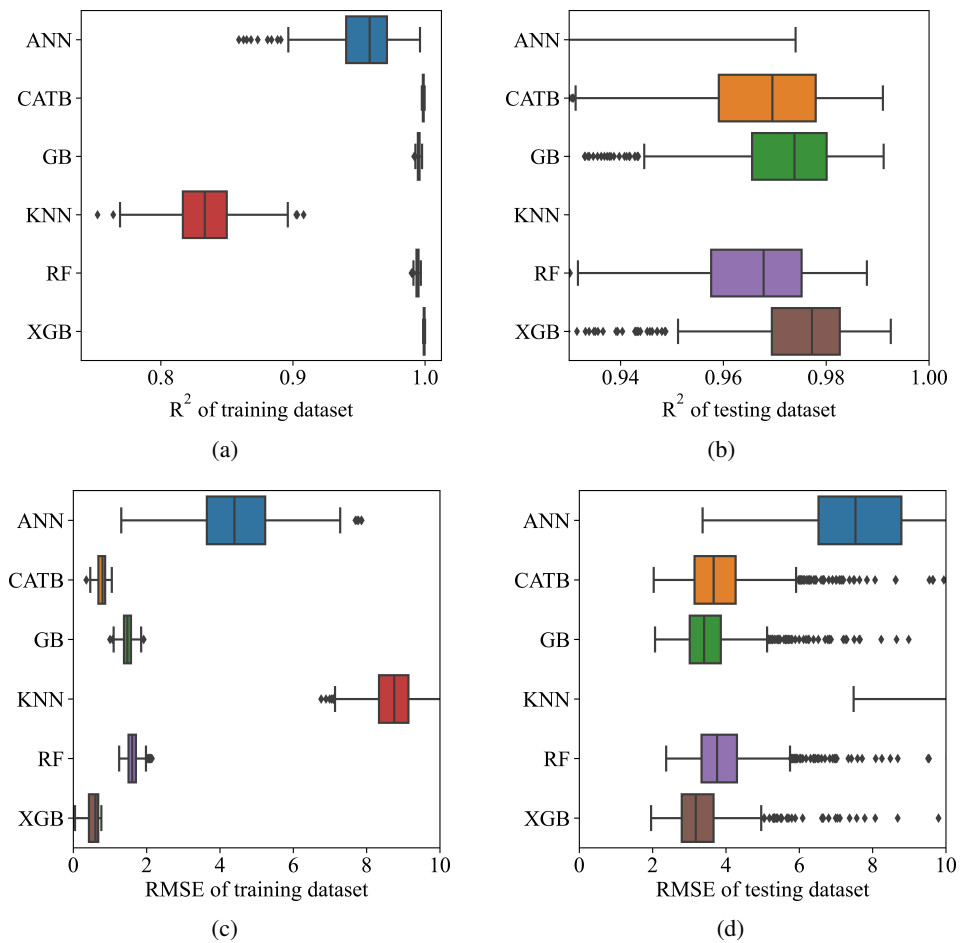 ANN
CATB
GB
KNN
RF
XGB
0.8 0.9 1.0
R² of training dataset
(a)
ANN
CATB
GB
KNN
RF
XGB
0.94 0.96 0.98 1.00
R² of testing dataset
(b)
ANN
CATB
GB
KNN
RF
XGB
0 2 4 6 8 10
RMSE of training dataset
(c)
ANN
CATB
GB
KNN
RF
XGB
0 2 4 6 8 10
RMSE of testing dataset
(d)